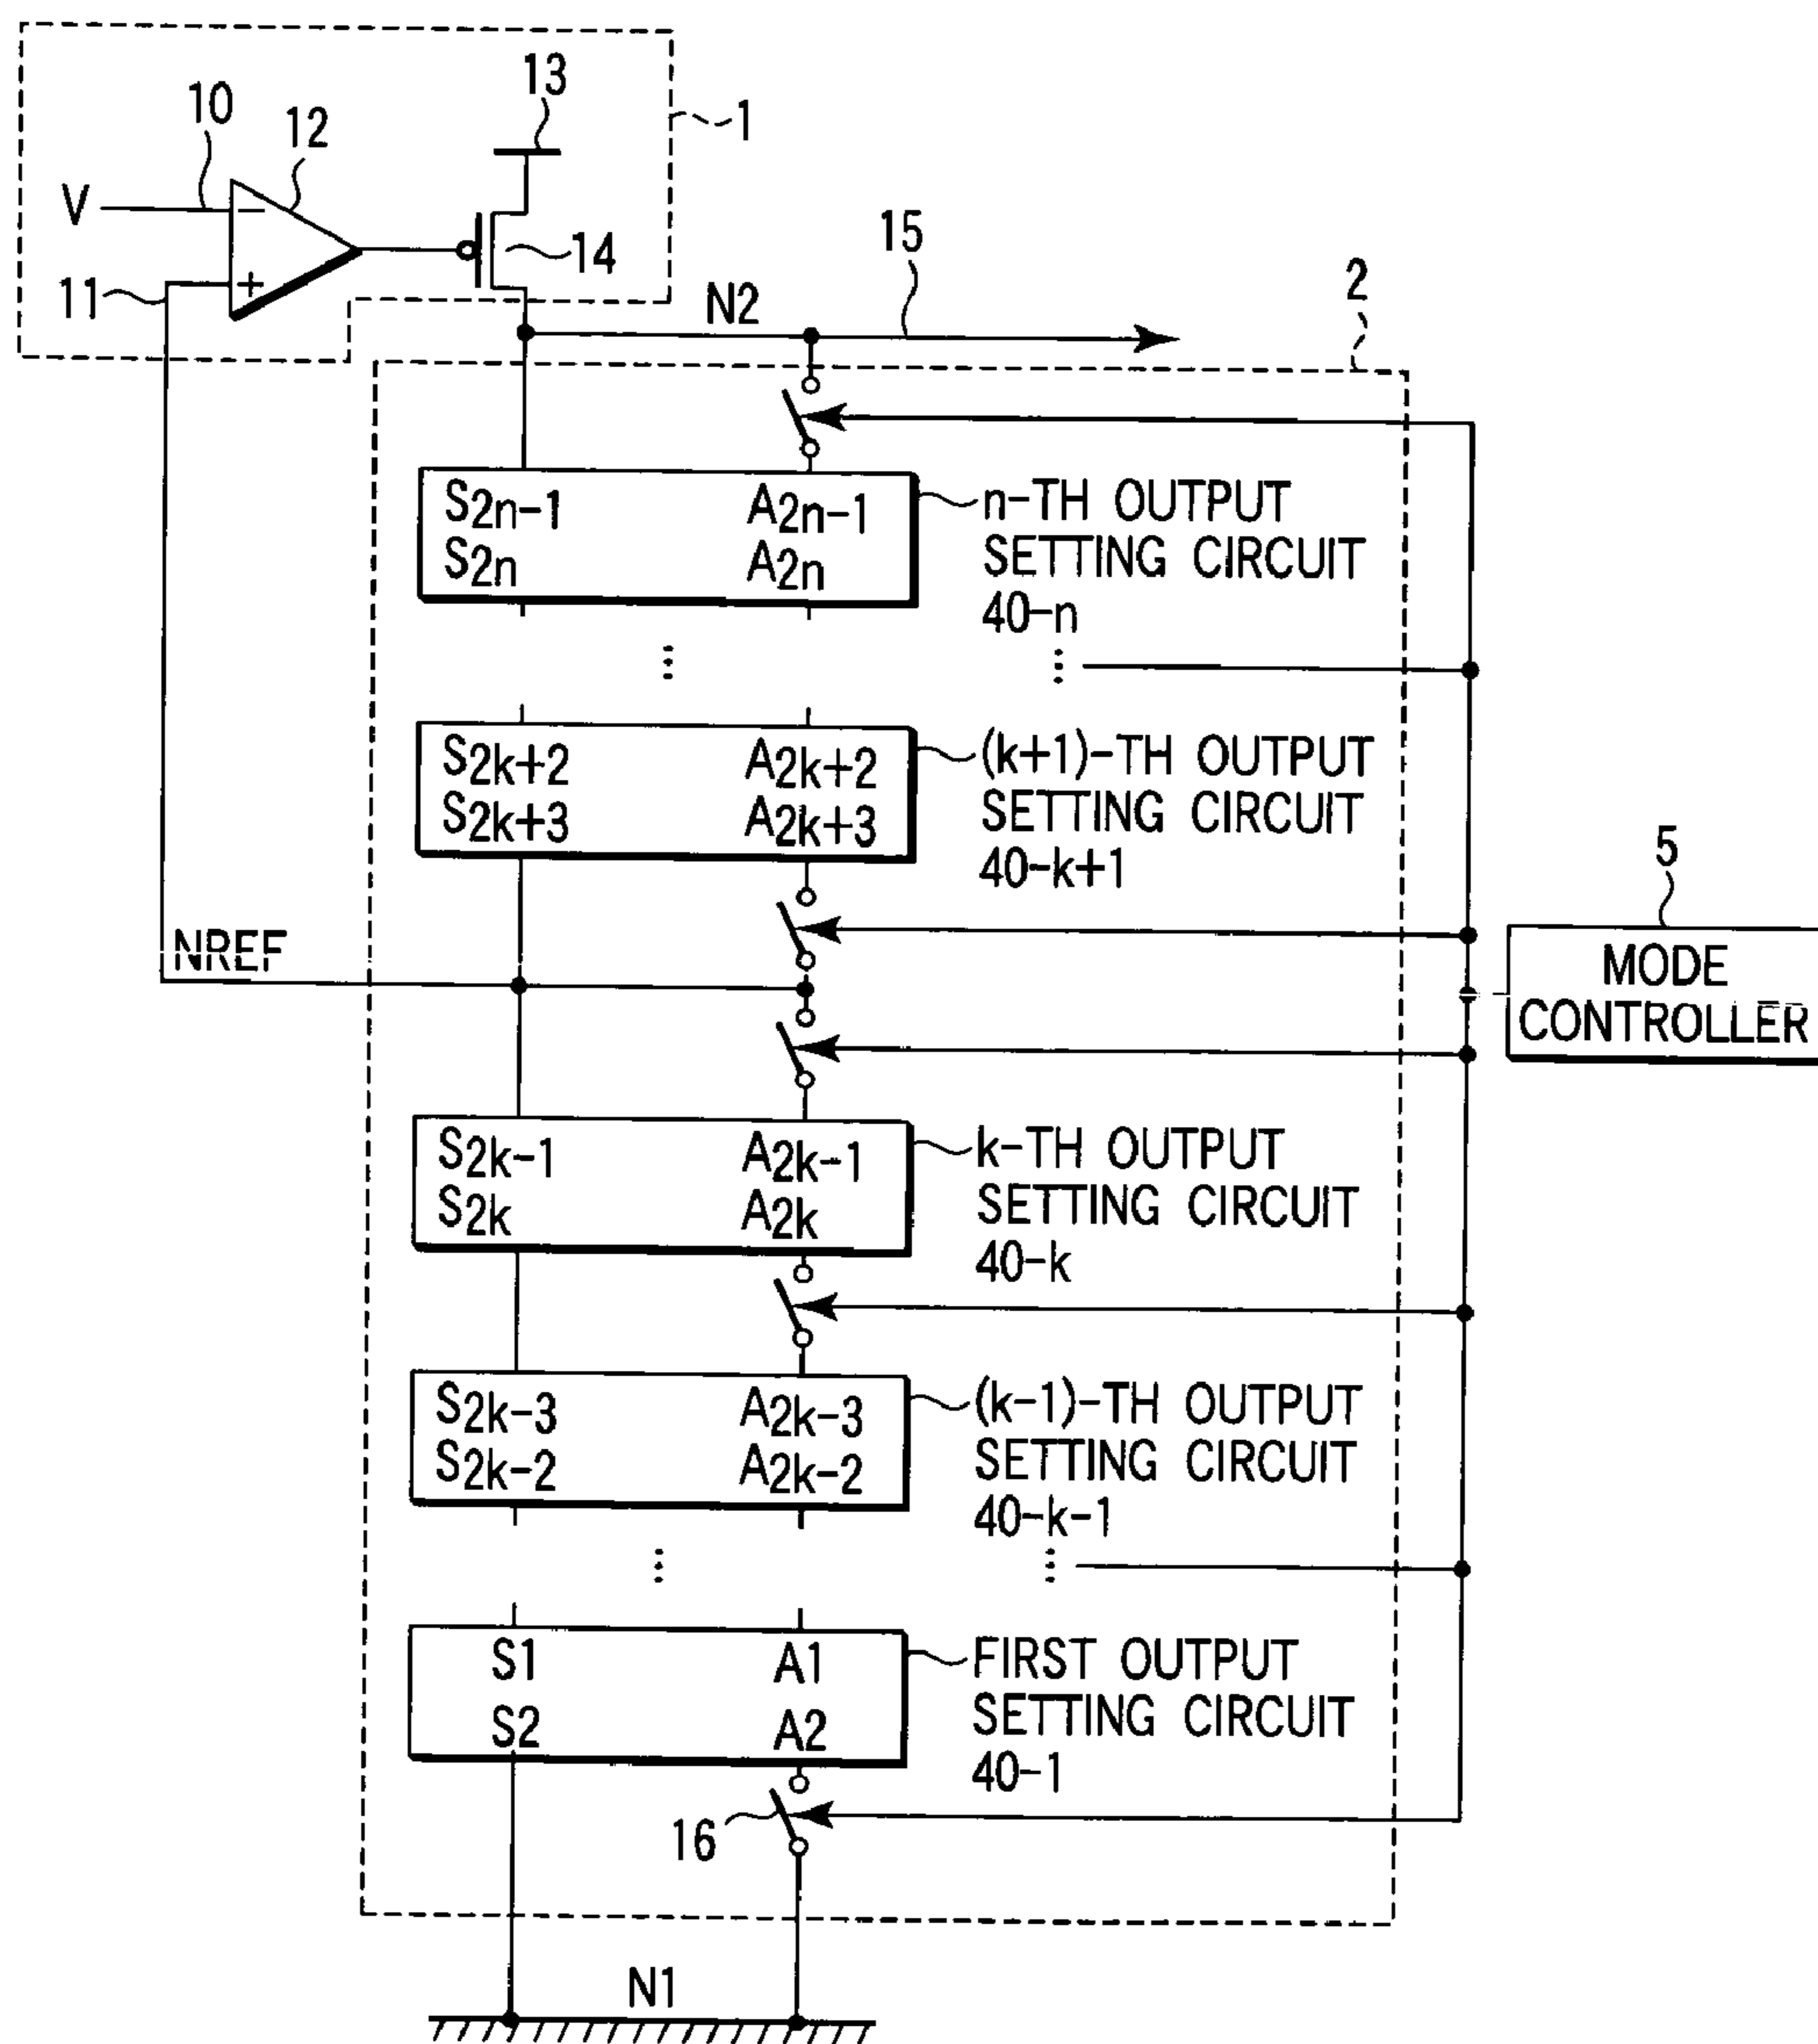 13
1
10
12
V
−
14
15
11
+
N2
2
S2n-1 A2n-1
S2n A2n
n-TH OUTPUT
SETTING CIRCUIT
40-n
S2k+2 A2k+2
S2k+3 A2k+3
(k+1)-TH OUTPUT
SETTING CIRCUIT
40-k+1
5
MODE
CONTROLLER
NREF
S2k-1 A2k-1
S2k A2k
k-TH OUTPUT
SETTING CIRCUIT
40-k
S2k-3 A2k-3
S2k-2 A2k-2
(k-1)-TH OUTPUT
SETTING CIRCUIT
40-k-1
S1 A1
S2 A2
FIRST OUTPUT
SETTING CIRCUIT
40-1
16
N1